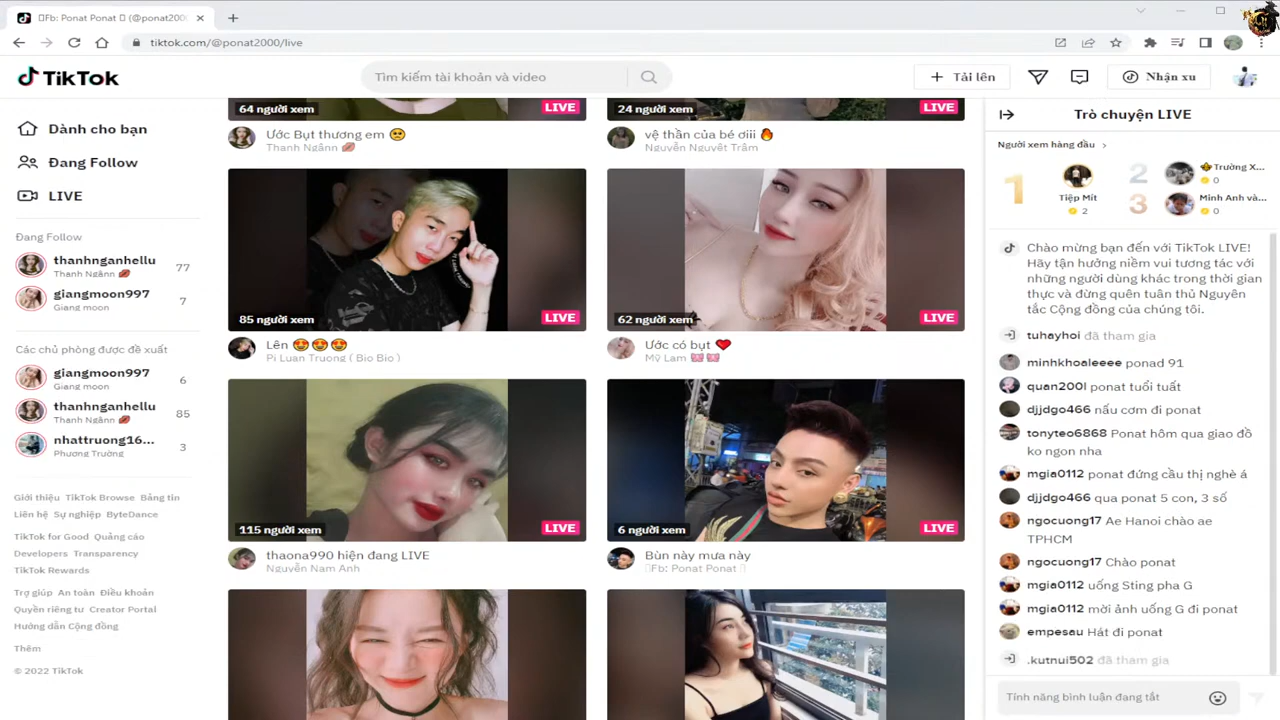 Fb: Ponat Ponat (@ponat2000
tiktok.com/@ponat2000/live
TikTok
Tìm kiếm tài khoản và video
Tải lên
Nhận xu
Dành cho bạn
Đang Follow
LIVE
Đang Follow
thanhnganhellu
Thanh Ngânn
77
giangmoon997
Giang moon
7
Các chủ phòng được đề xuất
giangmoon997
Giang moon
6
thanhnganhellu
Thanh Ngânn
85
nhattruong16...
Phương Trường
3
Giới thiệu TikTok Browse Bảng tin
Liên hệ Sự nghiệp ByteDance
TikTok for Good Quảng cáo
Developers Transparency
TikTok Rewards
Trợ giúp An toàn Điều khoản
Quyền riêng tư Creator Portal
Hướng dẫn Cộng đồng
Thêm
© 2022 TikTok
64 người xem
LIVE
Ước Bụt thương em 🥺
Thanh Ngânn 💋
24 người xem
LIVE
vệ thần của bé ơiii 🔥
Nguyễn Nguyệt Trâm
85 người xem
LIVE
Lên 😍😍😍
Pi Luan Truong ( Bio Bio )
62 người xem
LIVE
Ước có bụt ❤️
Mỹ Lam 🎀🎀
115 người xem
LIVE
thaona990 hiện đang LIVE
Nguyễn Nam Anh
6 người xem
LIVE
Bùn này mưa này
Fb: Ponat Ponat
Trò chuyện LIVE
Người xem hàng đầu
1
Tiệp Mít
2
2
Trường X...
0
3
Minh Anh và...
0
Chào mừng bạn đến với TikTok LIVE!
Hãy tận hưởng niềm vui tương tác với
những người dùng khác trong thời gian
thực và đừng quên tuân thủ Nguyên
tắc Cộng đồng của chúng tôi.
tuhayhoi đã tham gia
minhkhoaleeee ponad 91
quan200l ponat tuổi tuất
djjdgo466 nấu cơm đi ponat
tonyteo6868 Ponat hôm qua giao đồ
ko ngon nha
mgia0112 ponat đứng cầu thị nghè á
djjdgo466 qua ponat 5 con, 3 số
ngocuong17 Ae Hanoi chào ae
TPHCM
ngocuong17 Chào ponat
mgia0112 uống Sting pha G
mgia0112 mời ảnh uống G đi ponat
empesau Hát đi ponat
.kutnui502 đã tham gia
Tính năng bình luận đang tắt